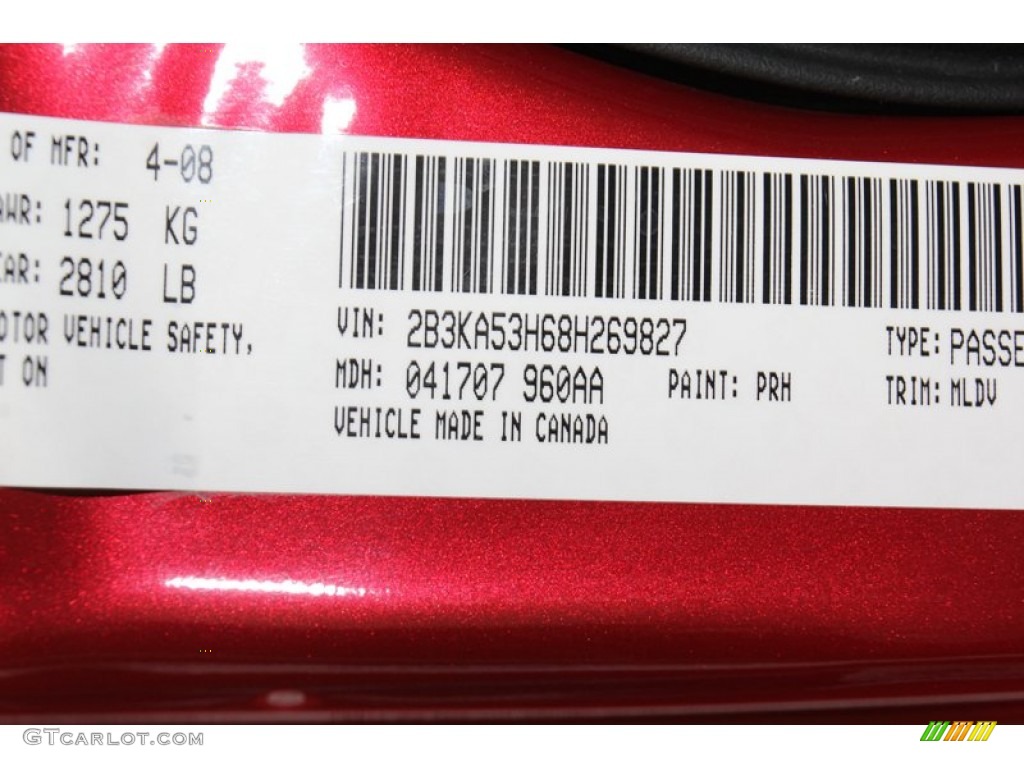 OF MFR: 4-08
1275 KG
2810 LB
VEHICLE SAFETY,
ON
VIN: 2B3KA53H68H269827
MDH: 041707 960AA
PAINT: PRH
VEHICLE MADE IN CANADA
TYPE: PASSE
TRIM: MLDV
GTCARLOT.COM